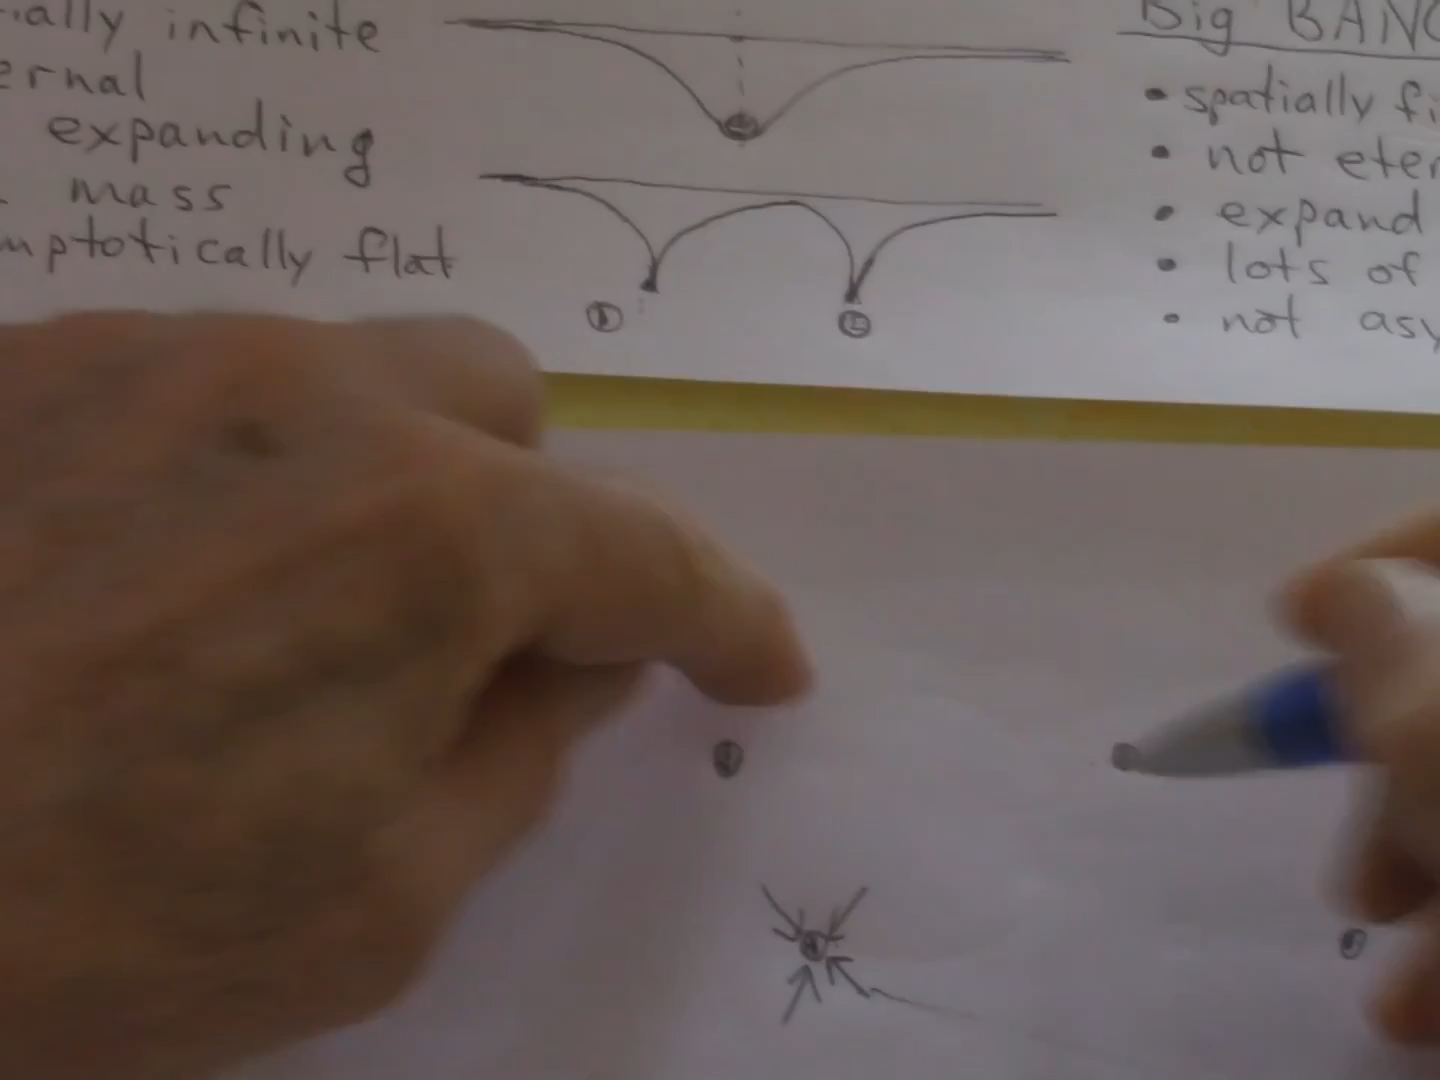 ially infinite
ernal
expanding
mass
mptotically flat
Big BANG
• spatially fi
• not eter
• expand
• lots of
• not asy